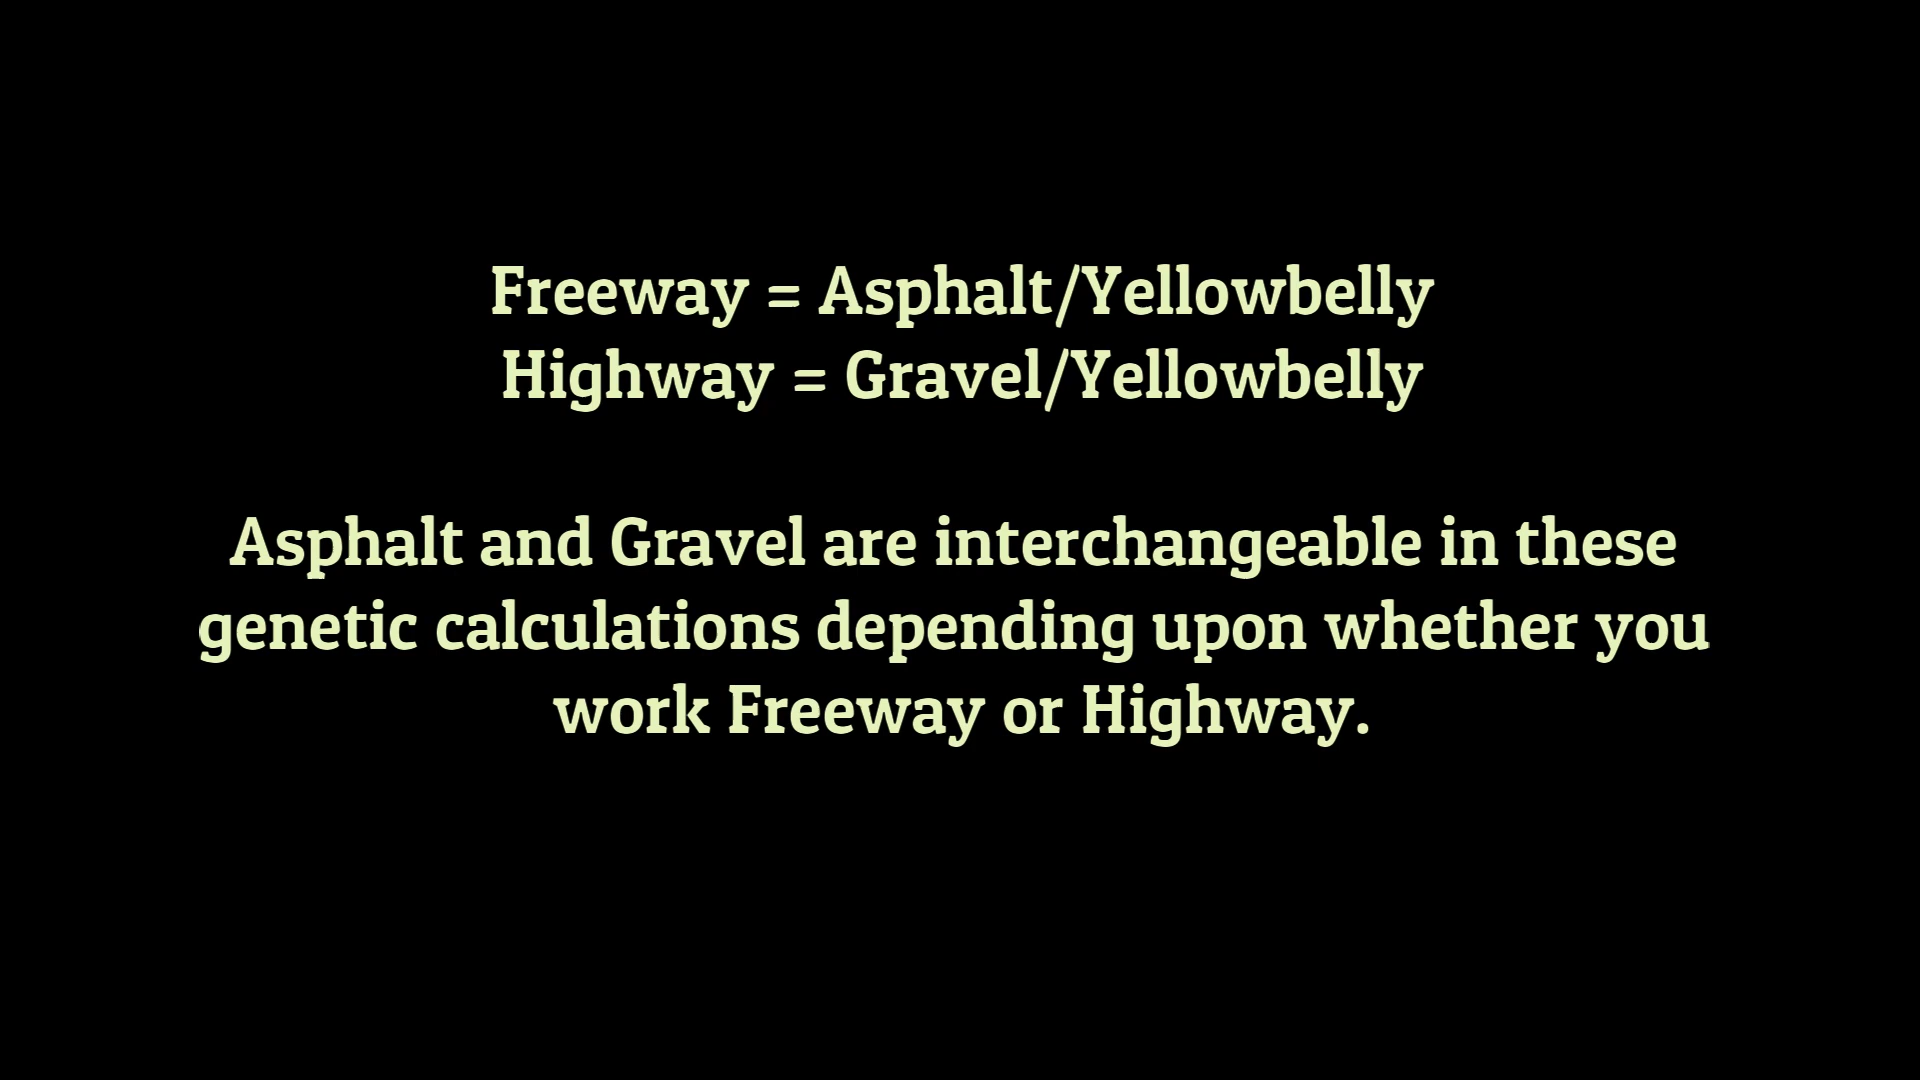 Freeway = Asphalt/Yellowbelly
Highway = Gravel/Yellowbelly
Asphalt and Gravel are interchangeable in these
genetic calculations depending upon whether you
work Freeway or Highway.